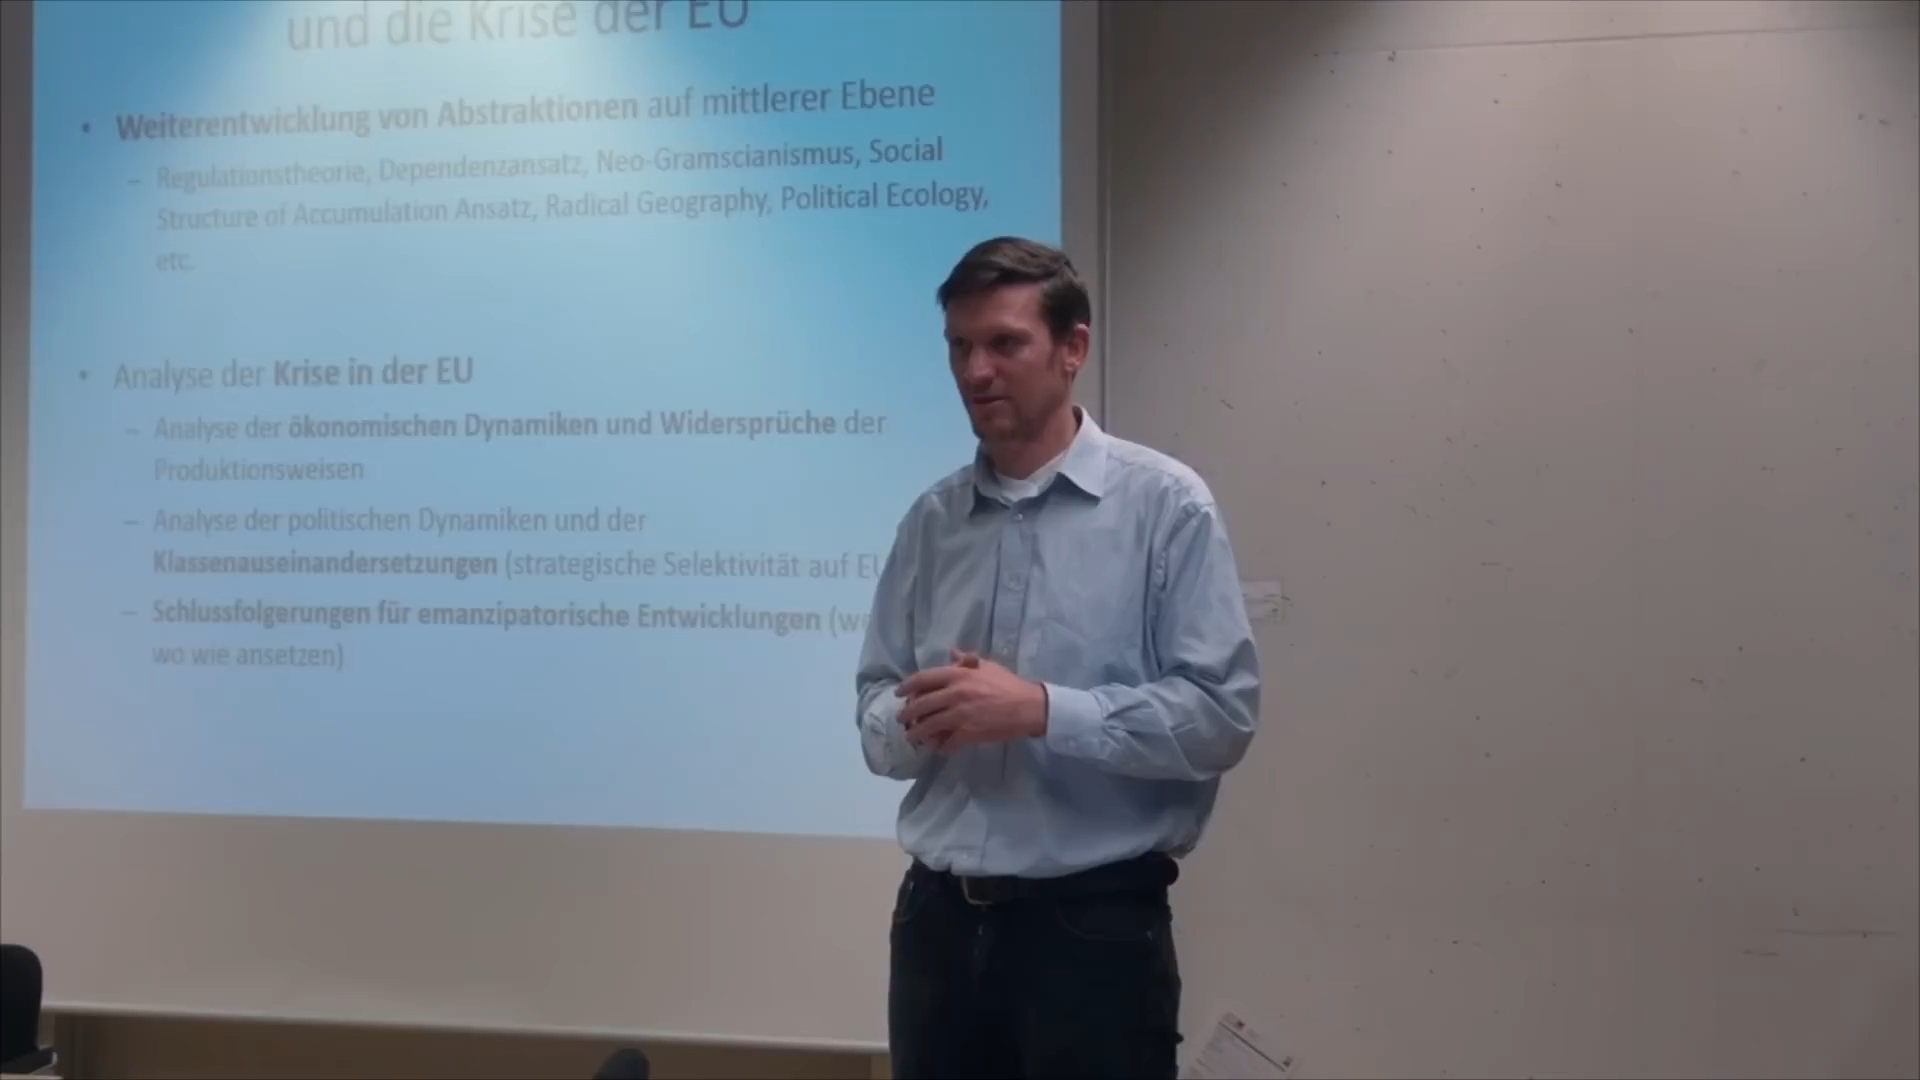 und die Krise der EU
• Weiterentwicklung von Abstraktionen auf mittlerer Ebene
– Regulationstheorie, Dependenzansatz, Neo-Gramscianismus, Social
Structure of Accumulation Ansatz, Radical Geography, Political Ecology,
etc.
• Analyse der Krise in der EU
– Analyse der ökonomischen Dynamiken und Widersprüche der
Produktionsweisen
– Analyse der politischen Dynamiken und der
Klassenauseinandersetzungen (strategische Selektivität auf
– Schlussfolgerungen für emanzipatorische Entwicklungen
wo wie ansetzen)